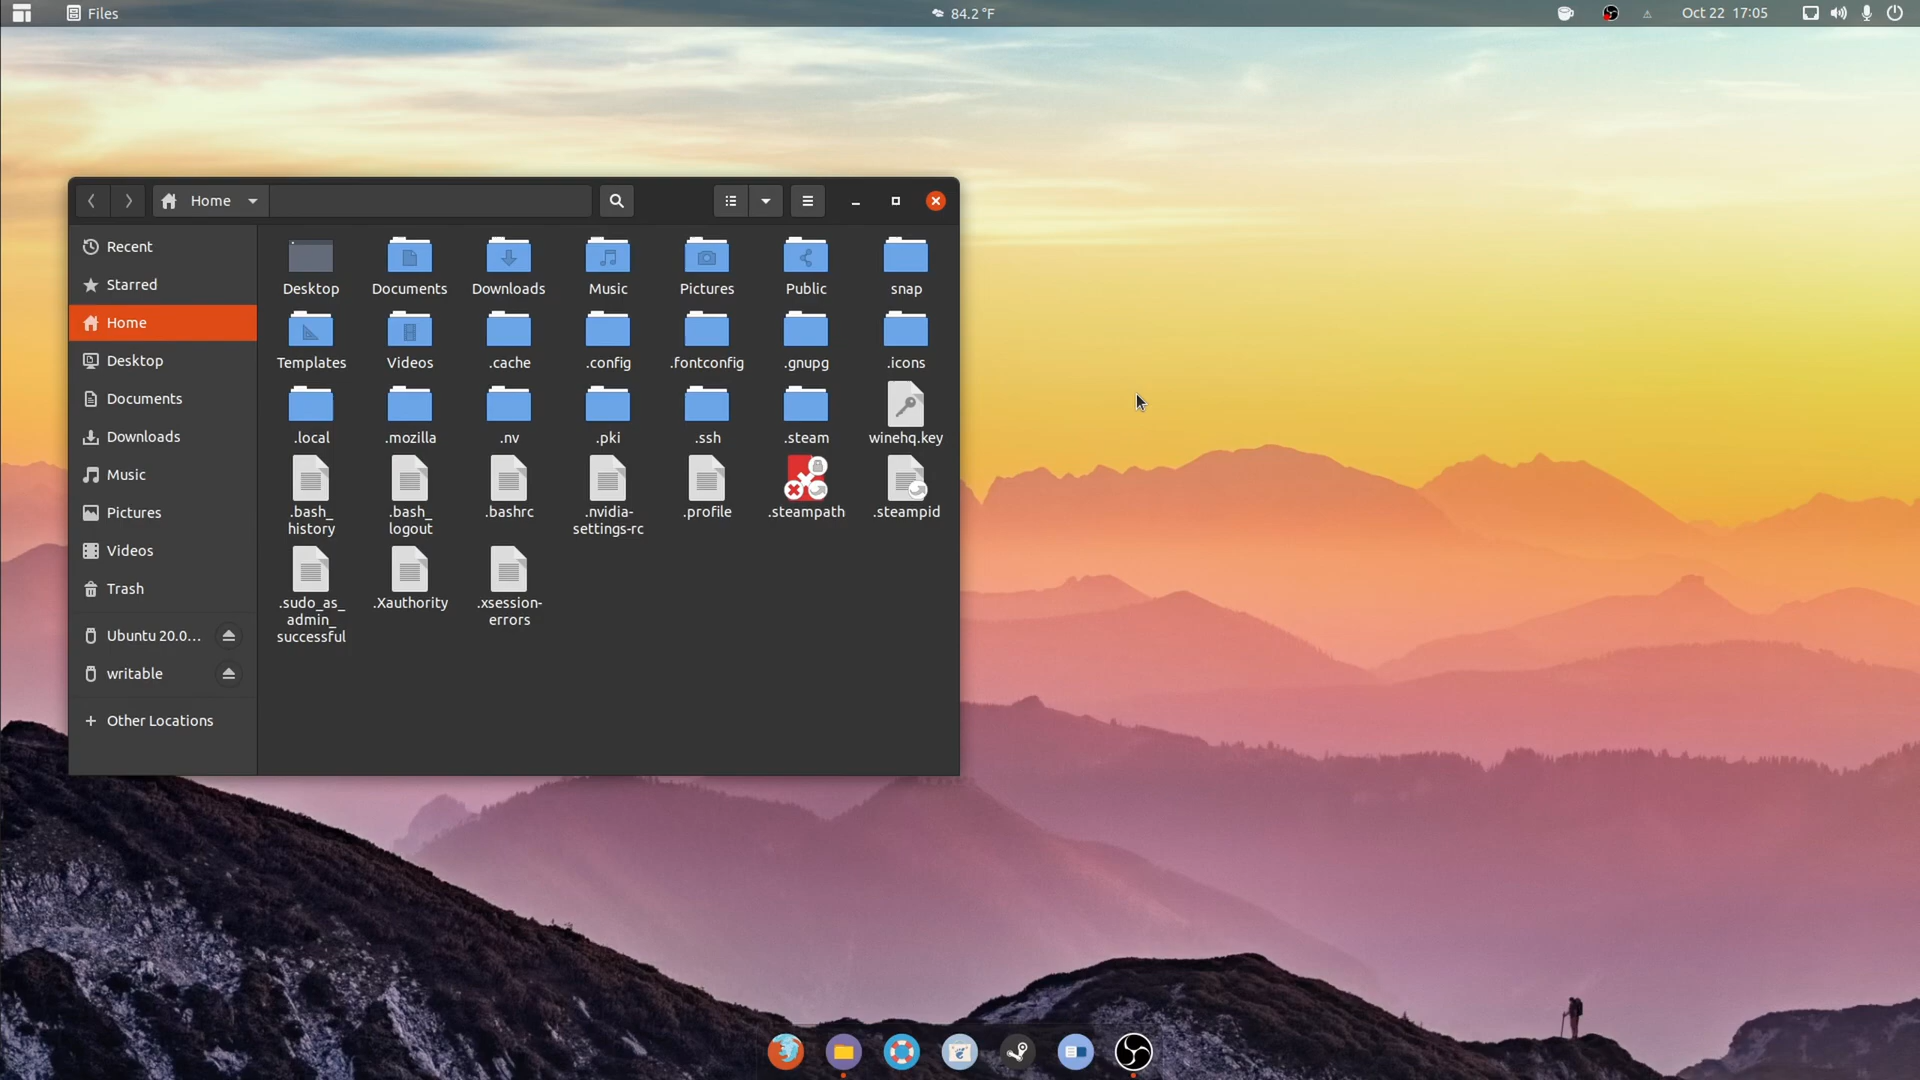 Files
84.2 °F
Oct 22 17:05
Home
Recent
Starred
Home
Desktop
Documents
Downloads
Music
Pictures
Videos
Trash
Ubuntu 20.0...
writable
Other Locations
Desktop
Documents
Downloads
Music
Pictures
Public
snap
Templates
Videos
.cache
.config
.fontconfig
.gnupg
.icons
.local
.mozilla
.nv
.pki
.ssh
.steam
winehq.key
.bash_
history
.bash_
logout
.bashrc
.nvidia-
settings-rc
.profile
.steampath
.steampid
.sudo_as_
admin_
successful
.Xauthority
.xsession-
errors